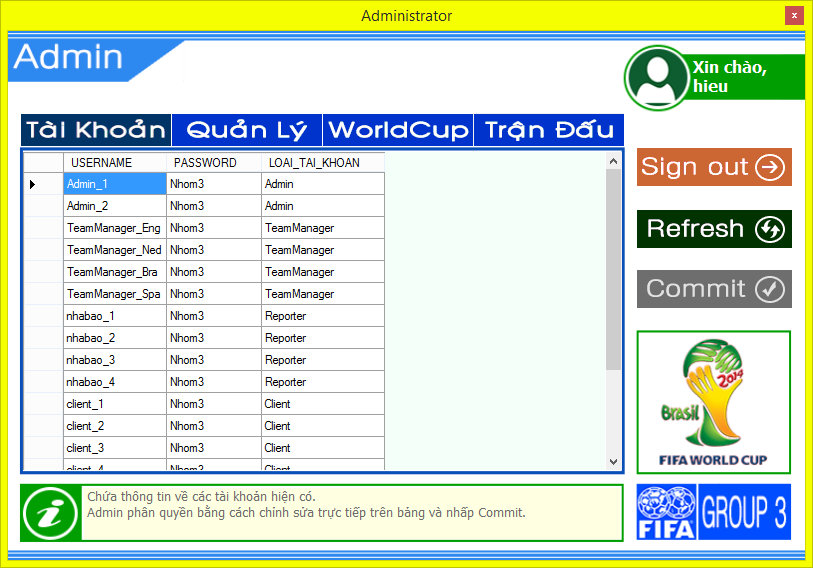 Administrator
x
Admin
Xin chào,
hieu
Tài Khoản
Quản Lý
WorldCup
Trận Đấu
USERNAME PASSWORD LOAI_TAI_KHOAN
Admin_1 Nhom3 Admin
Admin_2 Nhom3 Admin
TeamManager_Eng Nhom3 TeamManager
TeamManager_Ned Nhom3 TeamManager
TeamManager_Bra Nhom3 TeamManager
TeamManager_Spa Nhom3 TeamManager
nhabao_1 Nhom3 Reporter
nhabao_2 Nhom3 Reporter
nhabao_3 Nhom3 Reporter
nhabao_4 Nhom3 Reporter
client_1 Nhom3 Client
client_2 Nhom3 Client
client_3 Nhom3 Client
client_4 Nhom3 Client
Sign out
Refresh
Commit
2014
Brasil
FIFA WORLD CUP
i
Chứa thông tin về các tài khoản hiện có.
Admin phân quyền bằng cách chỉnh sửa trực tiếp trên bảng và nhấp Commit.
FIFA
GROUP 3